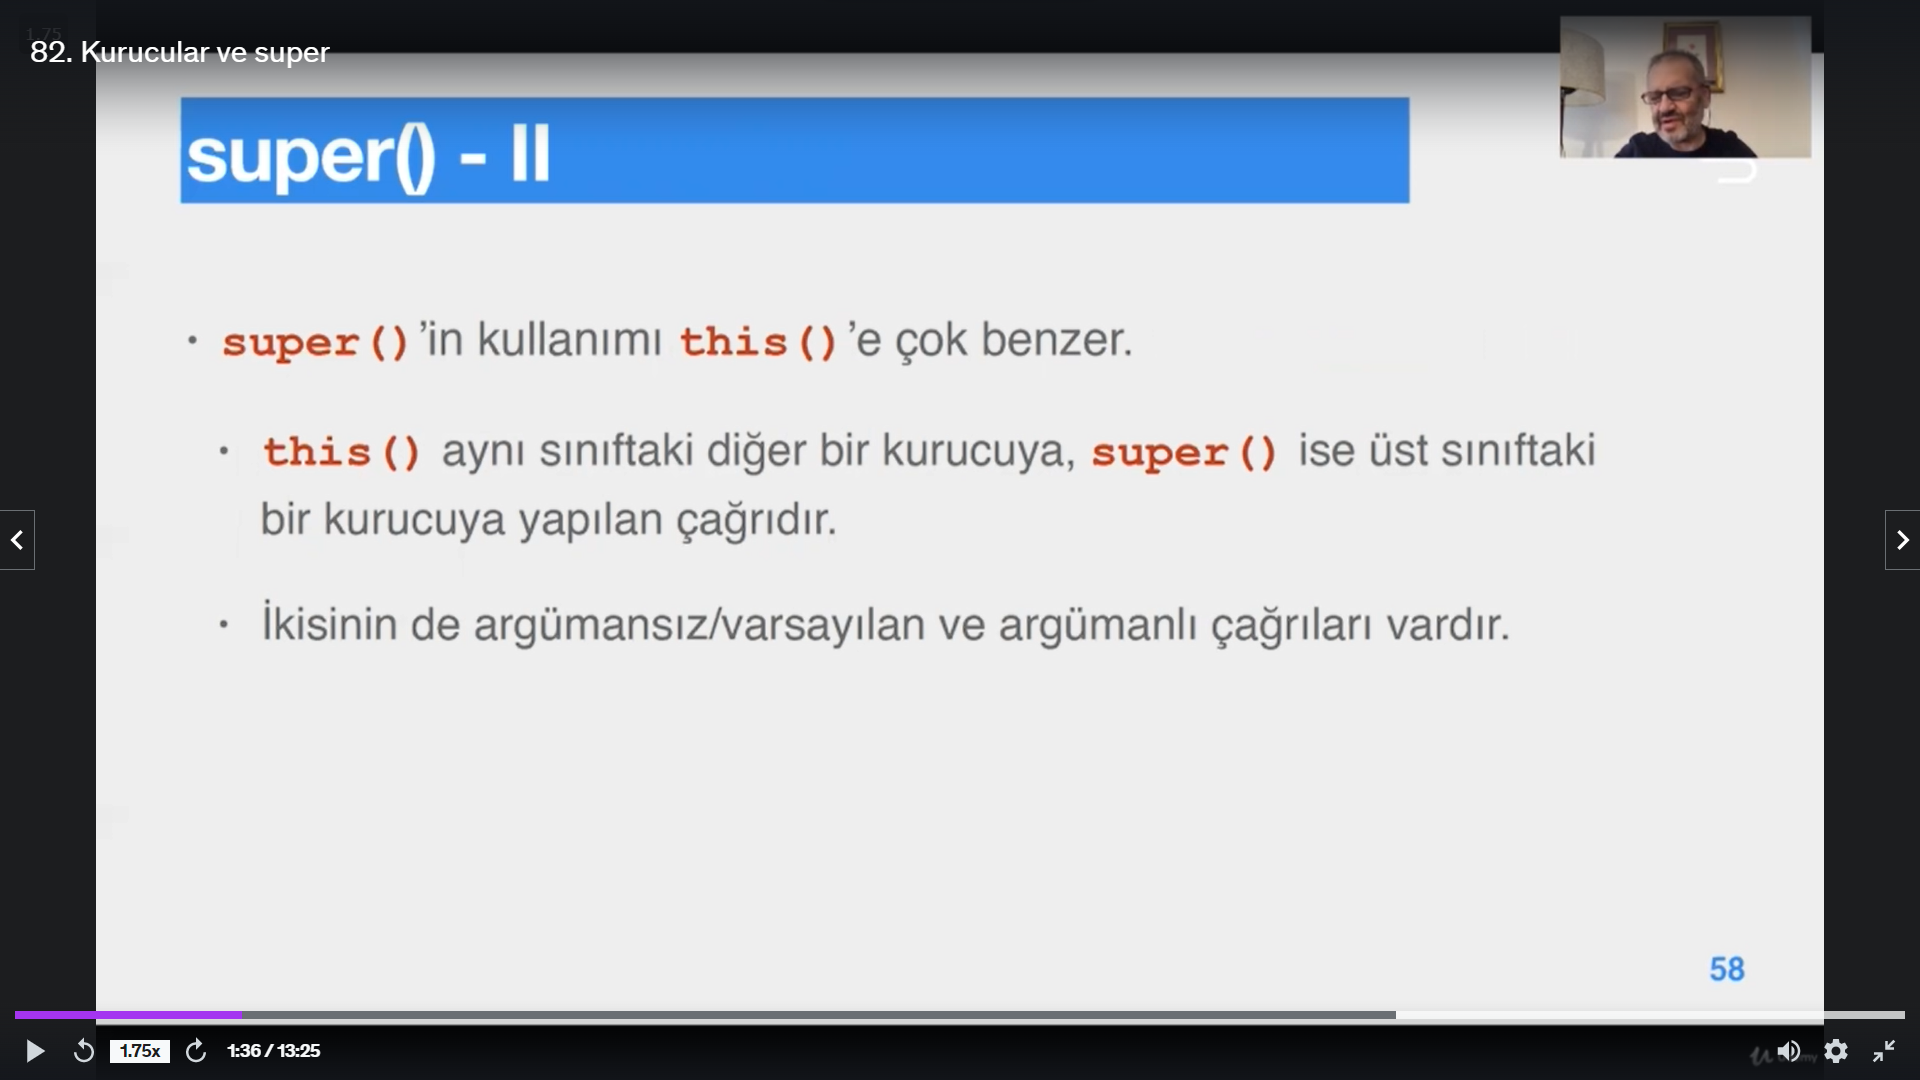 82. Kurucular ve super
super() - II
• super()’in kullanımı this()’e çok benzer.
• this() aynı sınıftaki diğer bir kurucuya, super() ise üst sınıftaki
bir kurucuya yapılan çağrıdır.
• İkisinin de argümansız/varsayılan ve argümanlı çağrıları vardır.
58
1.75x
1:36 / 13:25